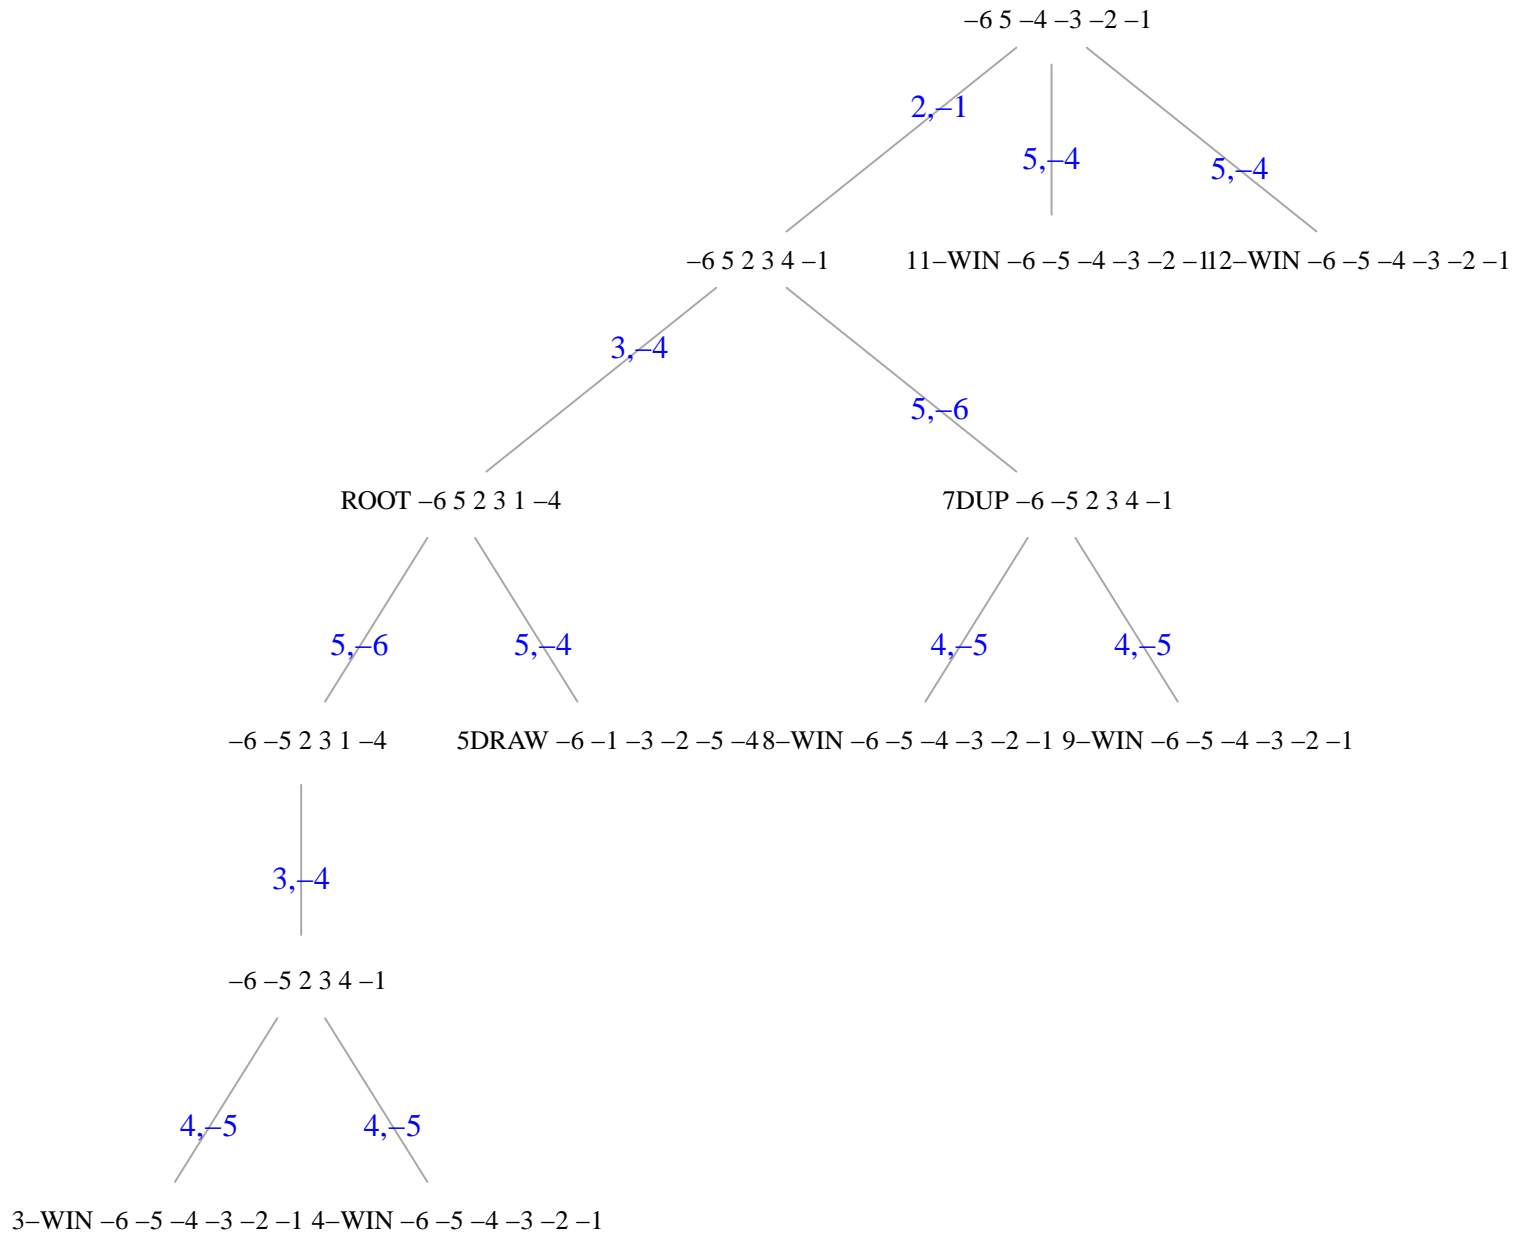 –6 5 –4 –3 –2 –1
2,–1
5,–4
5,–4
–6 5 2 3 4 –1
11–WIN –6 –5 –4 –3 –2 –1
12–WIN –6 –5 –4 –3 –2 –1
3,–4
5,–6
ROOT –6 5 2 3 1 –4
7DUP –6 –5 2 3 4 –1
5,–6
5,–4
4,–5
4,–5
–6 –5 2 3 1 –4
5DRAW –6 –1 –3 –2 –5 –4
8–WIN –6 –5 –4 –3 –2 –1
9–WIN –6 –5 –4 –3 –2 –1
3,–4
–6 –5 2 3 4 –1
4,–5
4,–5
3–WIN –6 –5 –4 –3 –2 –1
4–WIN –6 –5 –4 –3 –2 –1